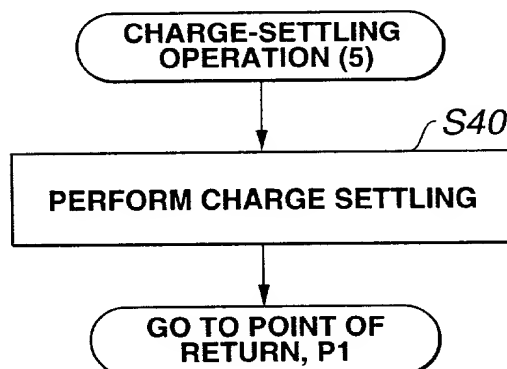 CHARGE-SETTLING
OPERATION (5)
S40
PERFORM CHARGE SETTLING
GO TO POINT OF
RETURN, P1